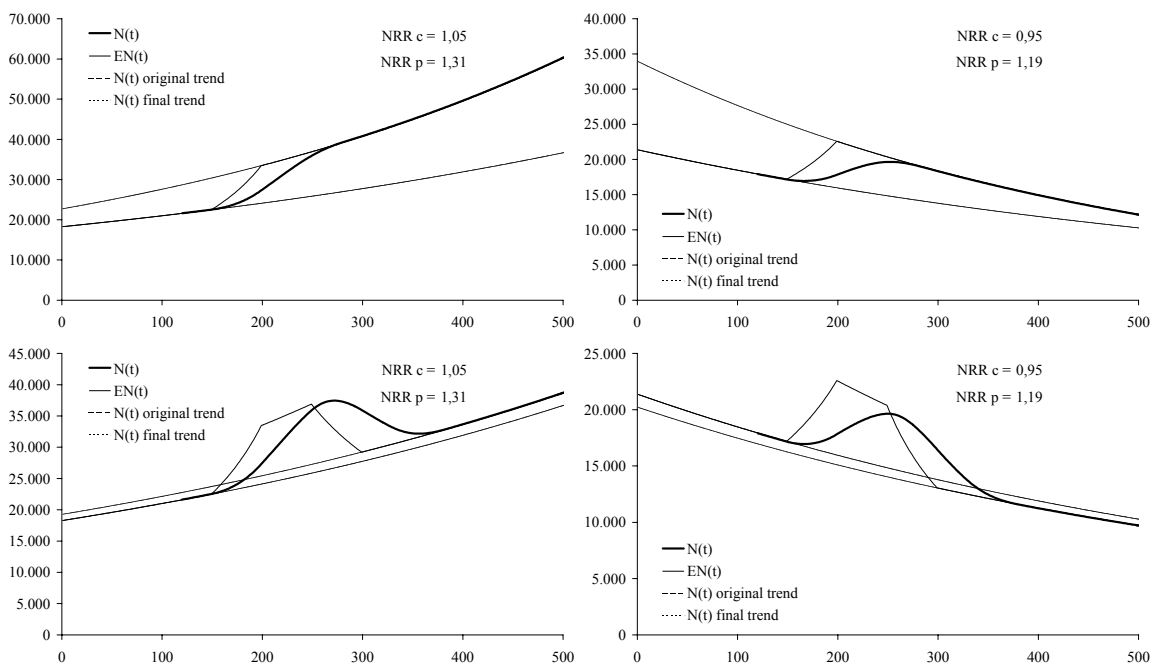 70.000
60.000
50.000
40.000
30.000
20.000
10.000
0
N(t)
EN(t)
N(t) original trend
N(t) final trend
NRR c = 1,05
NRR p = 1,31
0 100 200 300 400 500
40.000
35.000
30.000
25.000
20.000
15.000
10.000
5.000
0
NRR c = 0,95
NRR p = 1,19
N(t)
EN(t)
N(t) original trend
N(t) final trend
0 100 200 300 400 500
45.000
40.000
35.000
30.000
25.000
20.000
15.000
10.000
5.000
0
N(t)
EN(t)
N(t) original trend
N(t) final trend
NRR c = 1,05
NRR p = 1,31
0 100 200 300 400 500
25.000
20.000
15.000
10.000
5.000
0
NRR c = 0,95
NRR p = 1,19
N(t)
EN(t)
N(t) original trend
N(t) final trend
0 100 200 300 400 500